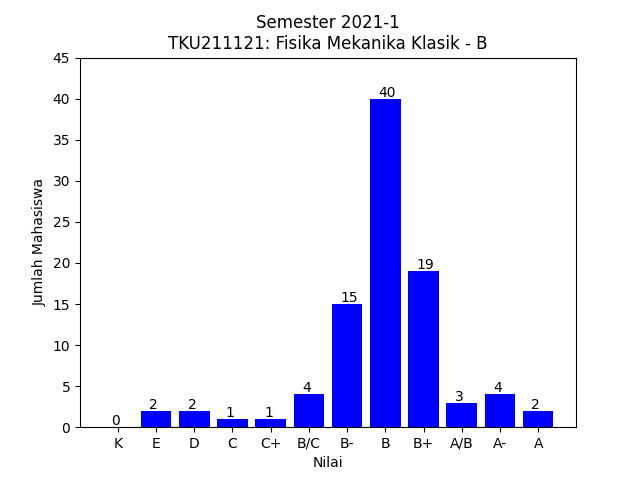 Semester 2021-1
TKU211121: Fisika Mekanika Klasik - B
45
40
35
30
25
20
15
10
5
0
Jumlah Mahasiswa
0 2 2 1 1 4 15 40 19 3 4 2
K E D C C+ B/C B- B B+ A/B A- A
Nilai